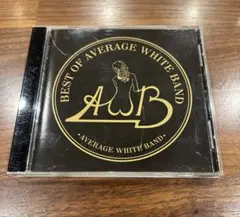 BEST OF AVERAGE WHITE BAND
AWB
•AVERAGE WHITE BAND•